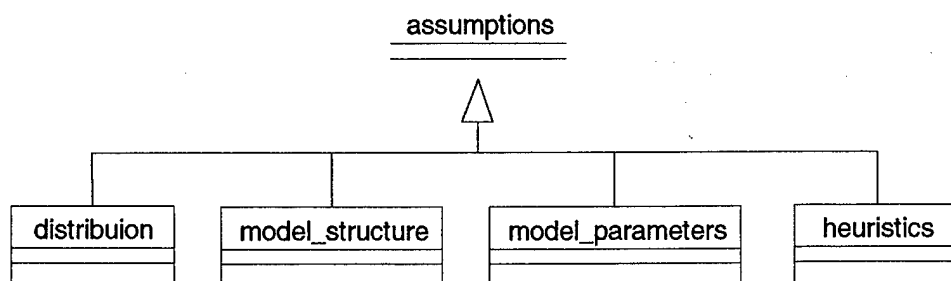 assumptions
distribuion
model_structure
model_parameters
heuristics